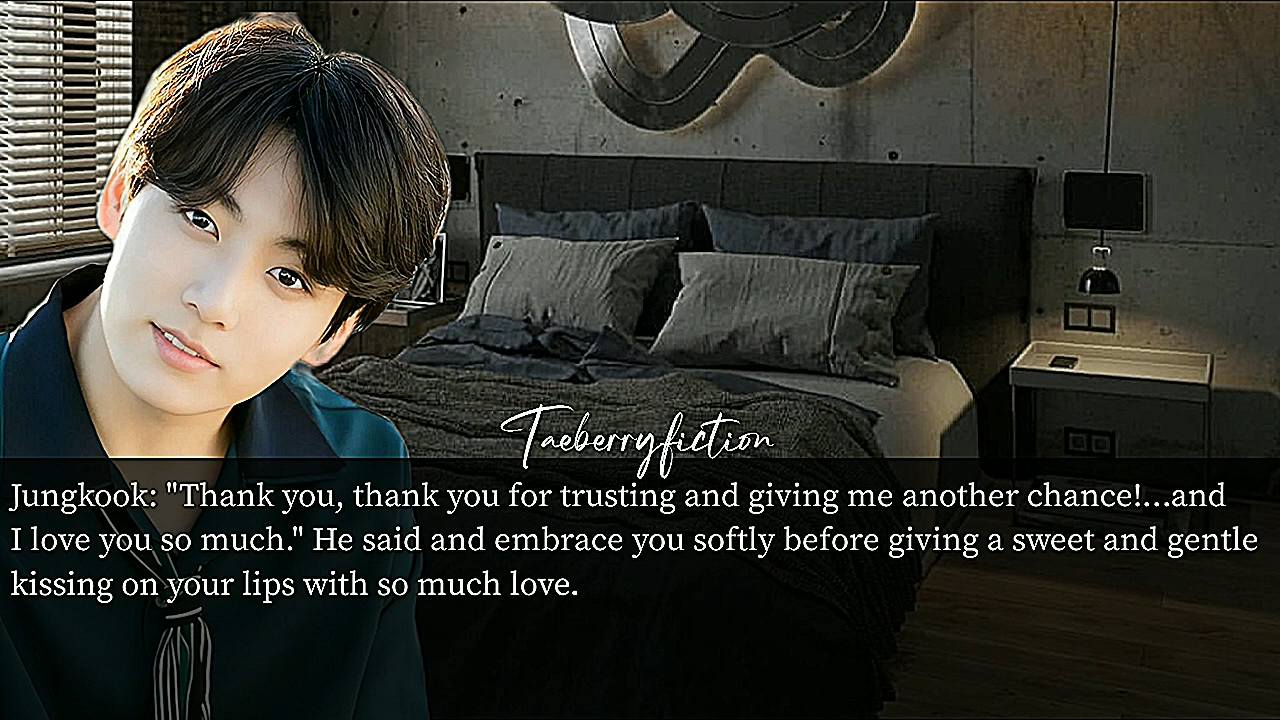 Taeberryfiction
Jungkook: "Thank you, thank you for trusting and giving me another chance!...and
I love you so much." He said and embrace you softly before giving a sweet and gentle
kissing on your lips with so much love.